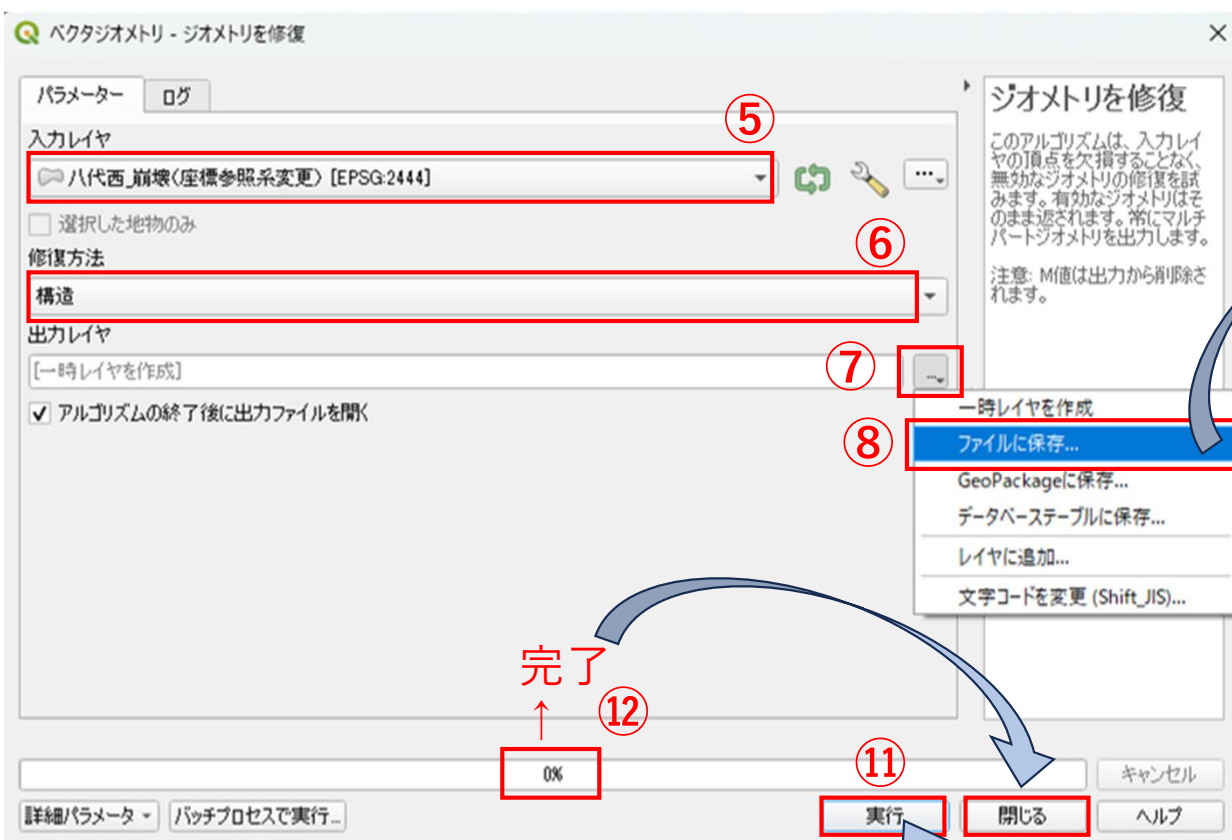 ベクタジオメトリ - ジオメトリを修復
パラメーター
ログ
⑤
入力レイヤ
八代西_崩壊(座標参照系変更) [EPSG:2444]
選択した地物のみ
⑥
修復方法
構造
出力レイヤ
⑦
[一時レイヤを作成]
アルゴリズムの終了後に出力ファイルを開く
ジオメトリを修復
このアルゴリズムは、入力レイ
ヤの頂点を欠損することなく、
無効なジオメトリの修復を試
みます。有効なジオメトリはそ
のまま返されます。常にマルチ
パートジオメトリを出力します。
注意: M値は出力から削除さ
れます。
一時レイヤを作成
⑧
ファイルに保存...
GeoPackageに保存...
データベーステーブルに保存...
レイヤに追加...
文字コードを変更 (Shift_JIS)...
完了
↑
⑫
0%
⑪
キャンセル
詳細パラメータ
バッチプロセスで実行...
実行
閉じる
ヘルプ